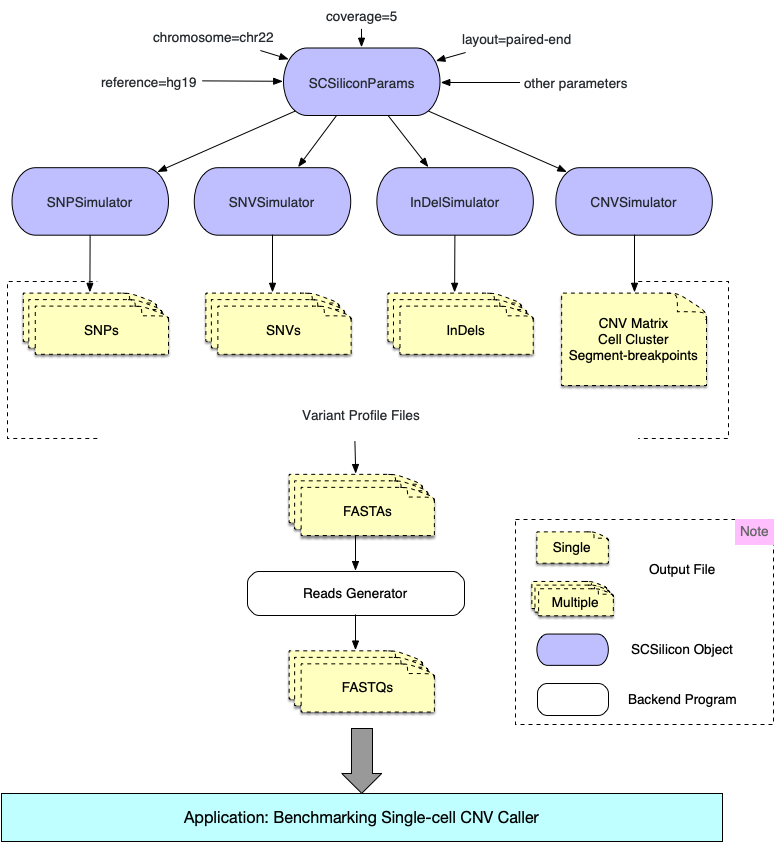 coverage=5
chromosome=chr22
layout=paired-end
reference=hg19
SCSiliconParams
other parameters
SNPSimulator
SNVSimulator
InDelSimulator
CNVSimulator
SNPs
SNVs
InDels
CNV Matrix
Cell Cluster
Segment-breakpoints
Variant Profile Files
FASTAs
Reads Generator
FASTQs
Note
Single
Output File
Multiple
SCSilicon Object
Backend Program
Application: Benchmarking Single-cell CNV Caller